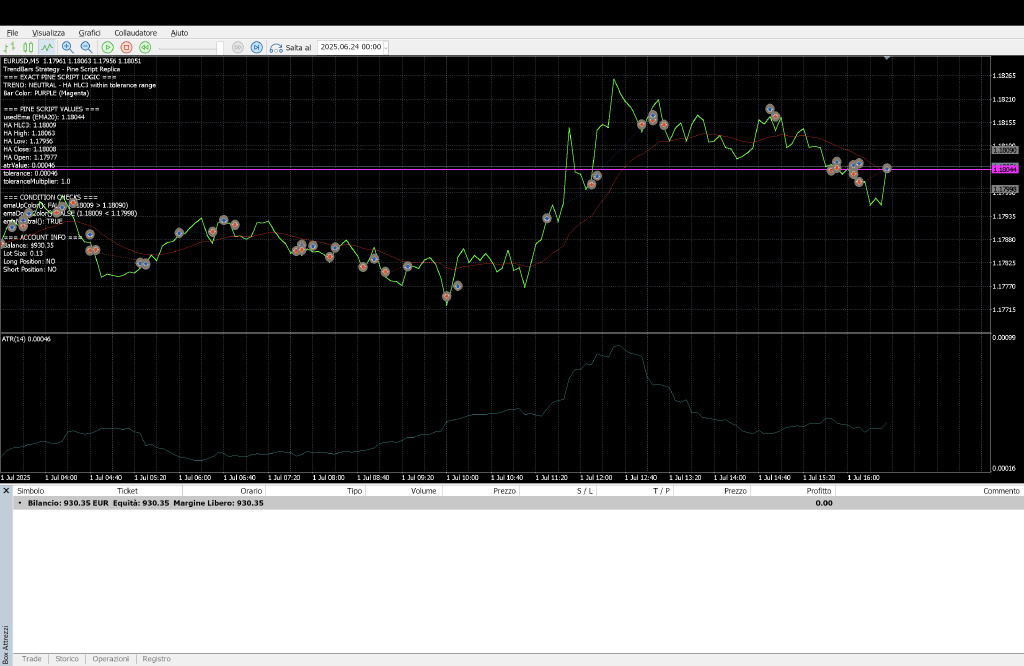 File Visualizza Grafici Collaudatore Aiuto
Salta al 2025.06.24 00:00
EURUSD,M5 1.17961 1.18063 1.17956 1.18051
TrendBars Strategy - Pine Script Replica
=== EXACT PINE SCRIPT LOGIC ===
TREND: NEUTRAL - HA HLC3 within tolerance range
Bar Color: PURPLE (Magenta)
=== PINE SCRIPT VALUES ===
usedEma (EMA20): 1.18044
HA HLC3: 1.18009
HA High: 1.18063
HA Low: 1.17956
HA Close: 1.18008
HA Open: 1.17977
atrValue: 0.00046
tolerance: 0.00046
toleranceMultiplier: 1.0
=== CONDITION CHECKS ===
1.18009 > 1.18090)
(1.18009 < 1.17998)
TRUE
=== ACCOUNT INFO ===
Balance: $930.35
Lot Size: 0.13
Long Position: NO
Short Position: NO
1.18265
1.18210
1.18155
1.18090
1.18044
1.17998
1.17935
1.17880
1.17825
1.17770
1.17715
ATR(14) 0.00046
0.00099
0.00016
1 Jul 2025 1 Jul 04:00 1 Jul 04:40 1 Jul 05:20 1 Jul 06:00 1 Jul 06:40 1 Jul 07:20 1 Jul 08:00 1 Jul 08:40 1 Jul 09:20 1 Jul 10:00 1 Jul 10:40 1 Jul 11:20 1 Jul 12:00 1 Jul 12:40 1 Jul 13:20 1 Jul 14:00 1 Jul 14:40 1 Jul 15:20 1 Jul 16:00
Simbolo Ticket Orario Tipo Volume Prezzo S / L T / P Prezzo Profitto Commento
Bilancio: 930.35 EUR Equità: 930.35 Margine Libero: 930.35 0.00
Box Attrezzi
Trade Storico Operazioni Registro